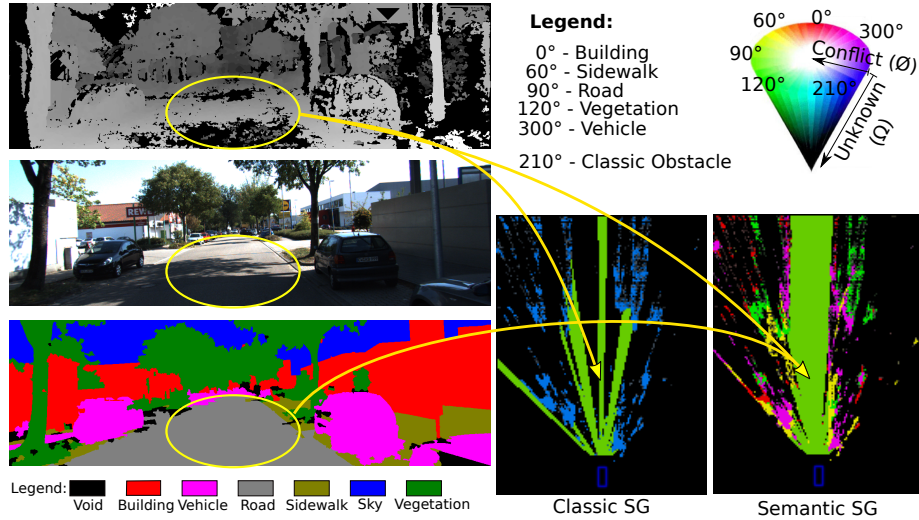 Legend:
0° - Building
60° - Sidewalk
90° - Road
120° - Vegetation
300° - Vehicle
210° - Classic Obstacle
0°
60°
300°
90°
Conflict (Ø)
120°
210°
Unknown
(Ω)
REWE
Legend:
Void
Building
Vehicle
Road
Sidewalk
Sky
Vegetation
Classic SG
Semantic SG